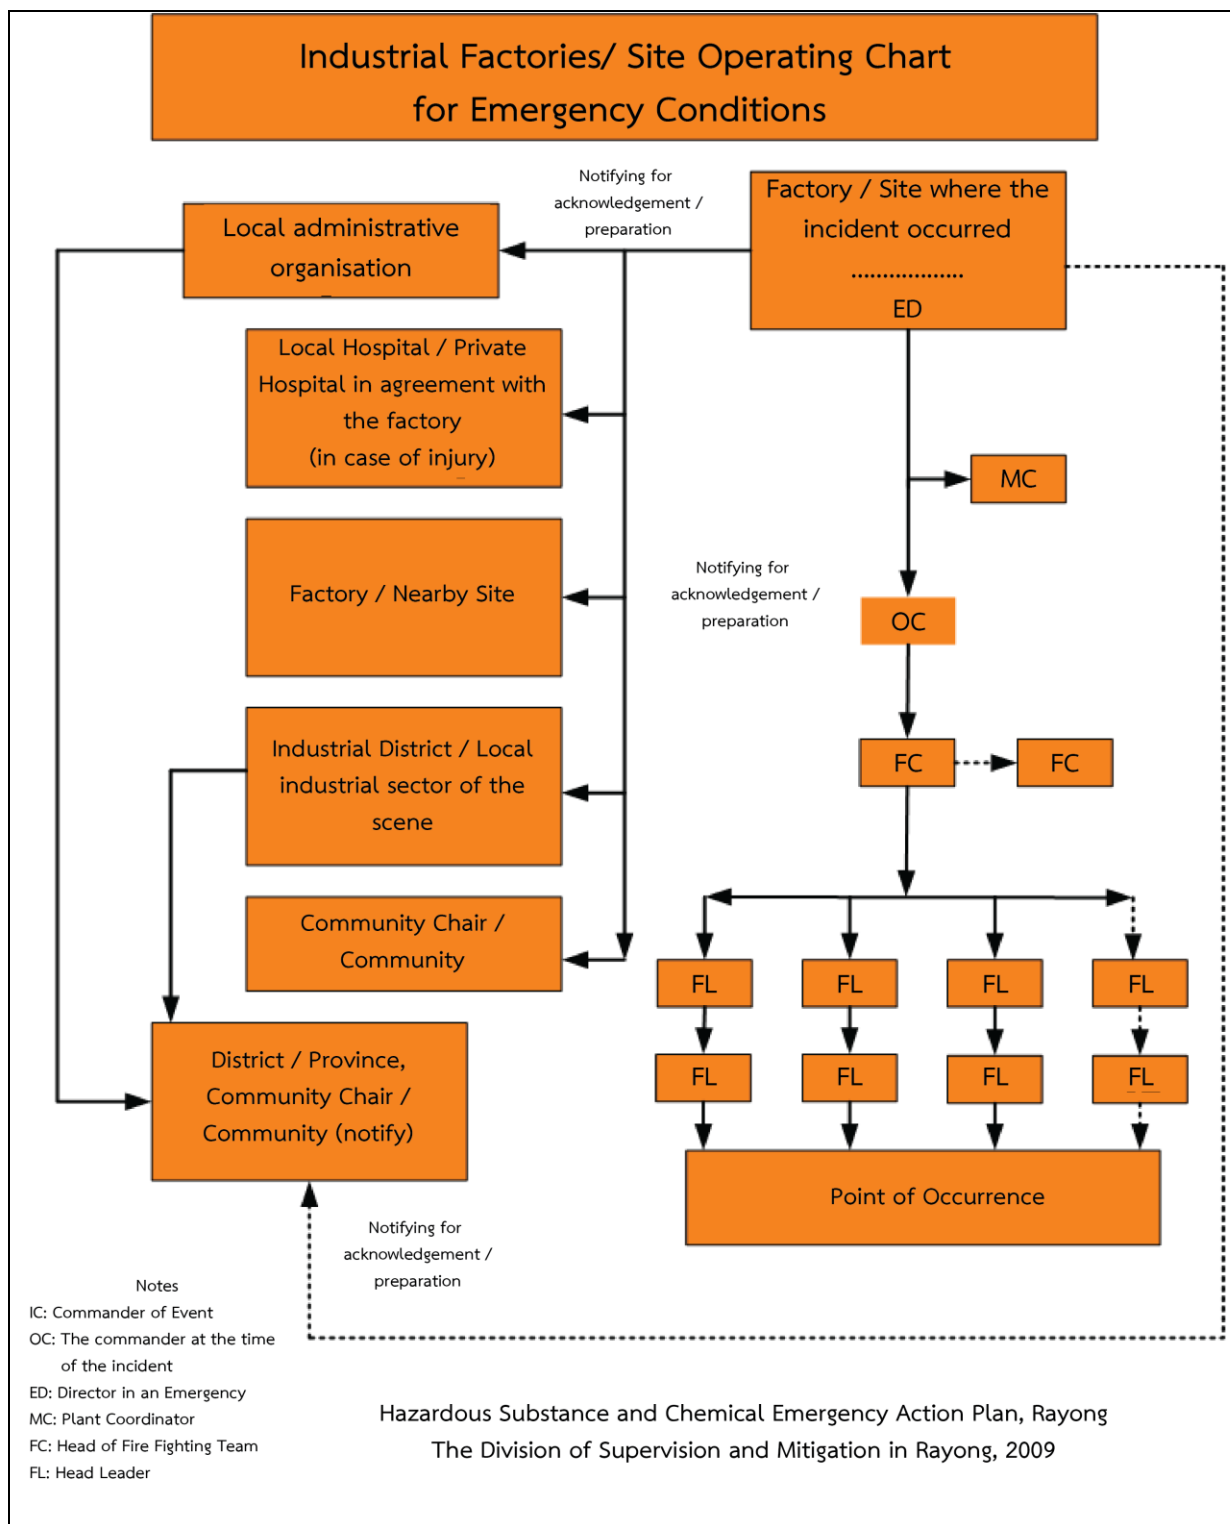 Industrial Factories/ Site Operating Chart
for Emergency Conditions
Notifying for
acknowledgement /
preparation
Factory / Site where the
incident occurred
..................
ED
Local administrative
organisation
Local Hospital / Private
Hospital in agreement with
the factory
(in case of injury)
MC
Factory / Nearby Site
Notifying for
acknowledgement /
preparation
OC
Industrial District / Local
industrial sector of the
scene
FC
FC
Community Chair /
Community
FL
FL
FL
FL
FL
FL
FL
FL
District / Province,
Community Chair /
Community (notify)
Point of Occurrence
Notifying for
acknowledgement /
preparation
Notes
IC: Commander of Event
OC: The commander at the time
of the incident
ED: Director in an Emergency
MC: Plant Coordinator
FC: Head of Fire Fighting Team
FL: Head Leader
Hazardous Substance and Chemical Emergency Action Plan, Rayong
The Division of Supervision and Mitigation in Rayong, 2009